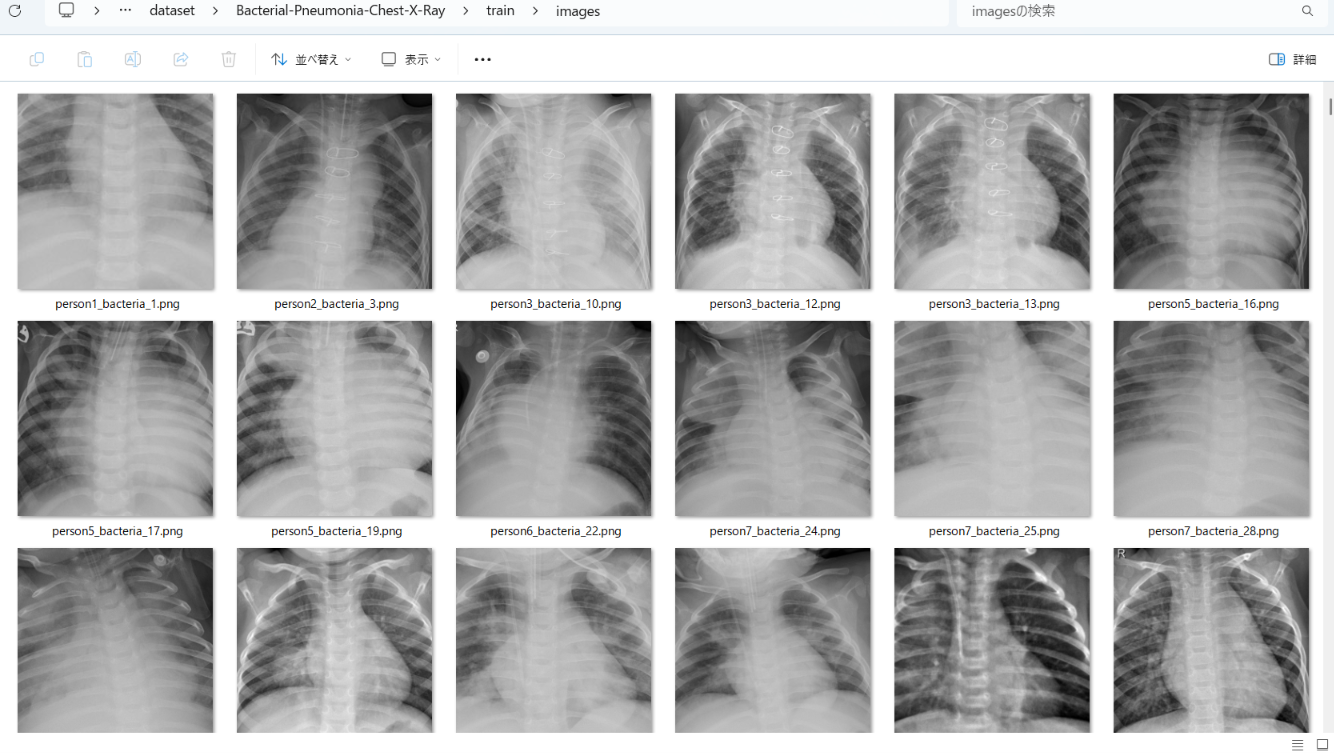 dataset > Bacterial-Pneumonia-Chest-X-Ray > train > images
imagesの検索
並べ替え 表示 詳細
person1_bacteria_1.png person2_bacteria_3.png person3_bacteria_10.png person3_bacteria_12.png person3_bacteria_13.png person5_bacteria_16.png
person5_bacteria_17.png person5_bacteria_19.png person6_bacteria_22.png person7_bacteria_24.png person7_bacteria_25.png person7_bacteria_28.png
R